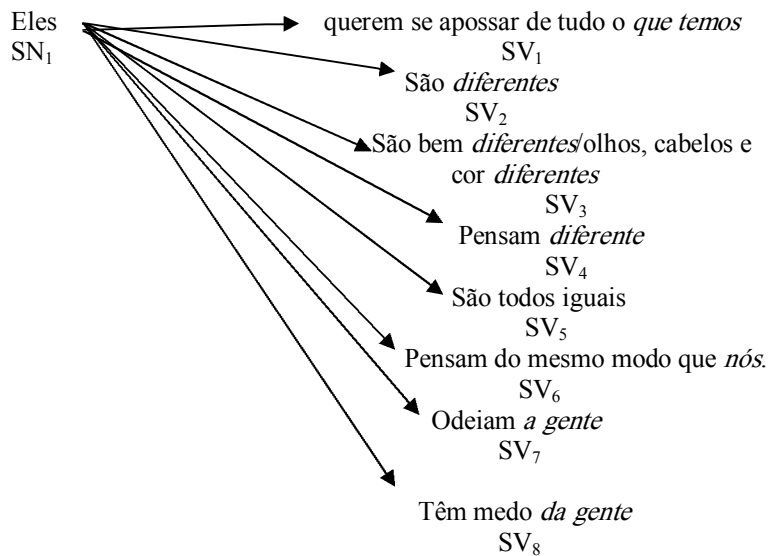 Eles
SN₁
querem se apossar de tudo o que temos
SV₁
São diferentes
SV₂
São bem diferentes/olhos, cabelos e
cor diferentes
SV₃
Pensam diferente
SV₄
São todos iguais
SV₅
Pensam do mesmo modo que nós.
SV₆
Odeiam a gente
SV₇
Têm medo da gente
SV₈